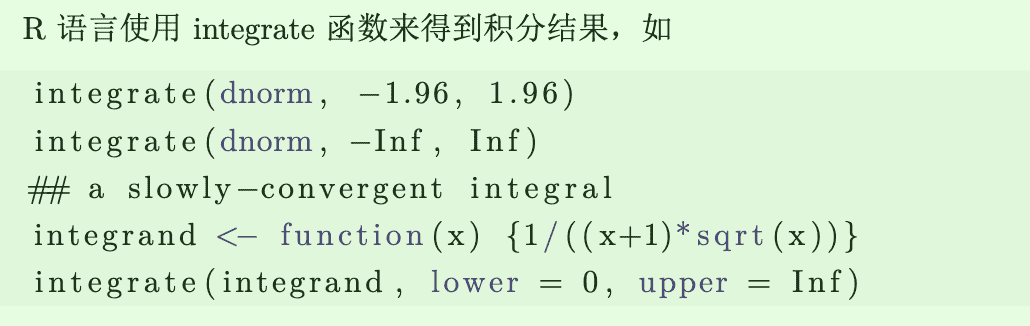 R 语言使用 integrate 函数来得到积分结果，如
integrate(dnorm, −1.96, 1.96)
integrate(dnorm, −Inf, Inf)
## a slowly−convergent integral
integrand <− function(x) {1/((x+1)*sqrt(x))}
integrate(integrand, lower = 0, upper = Inf)